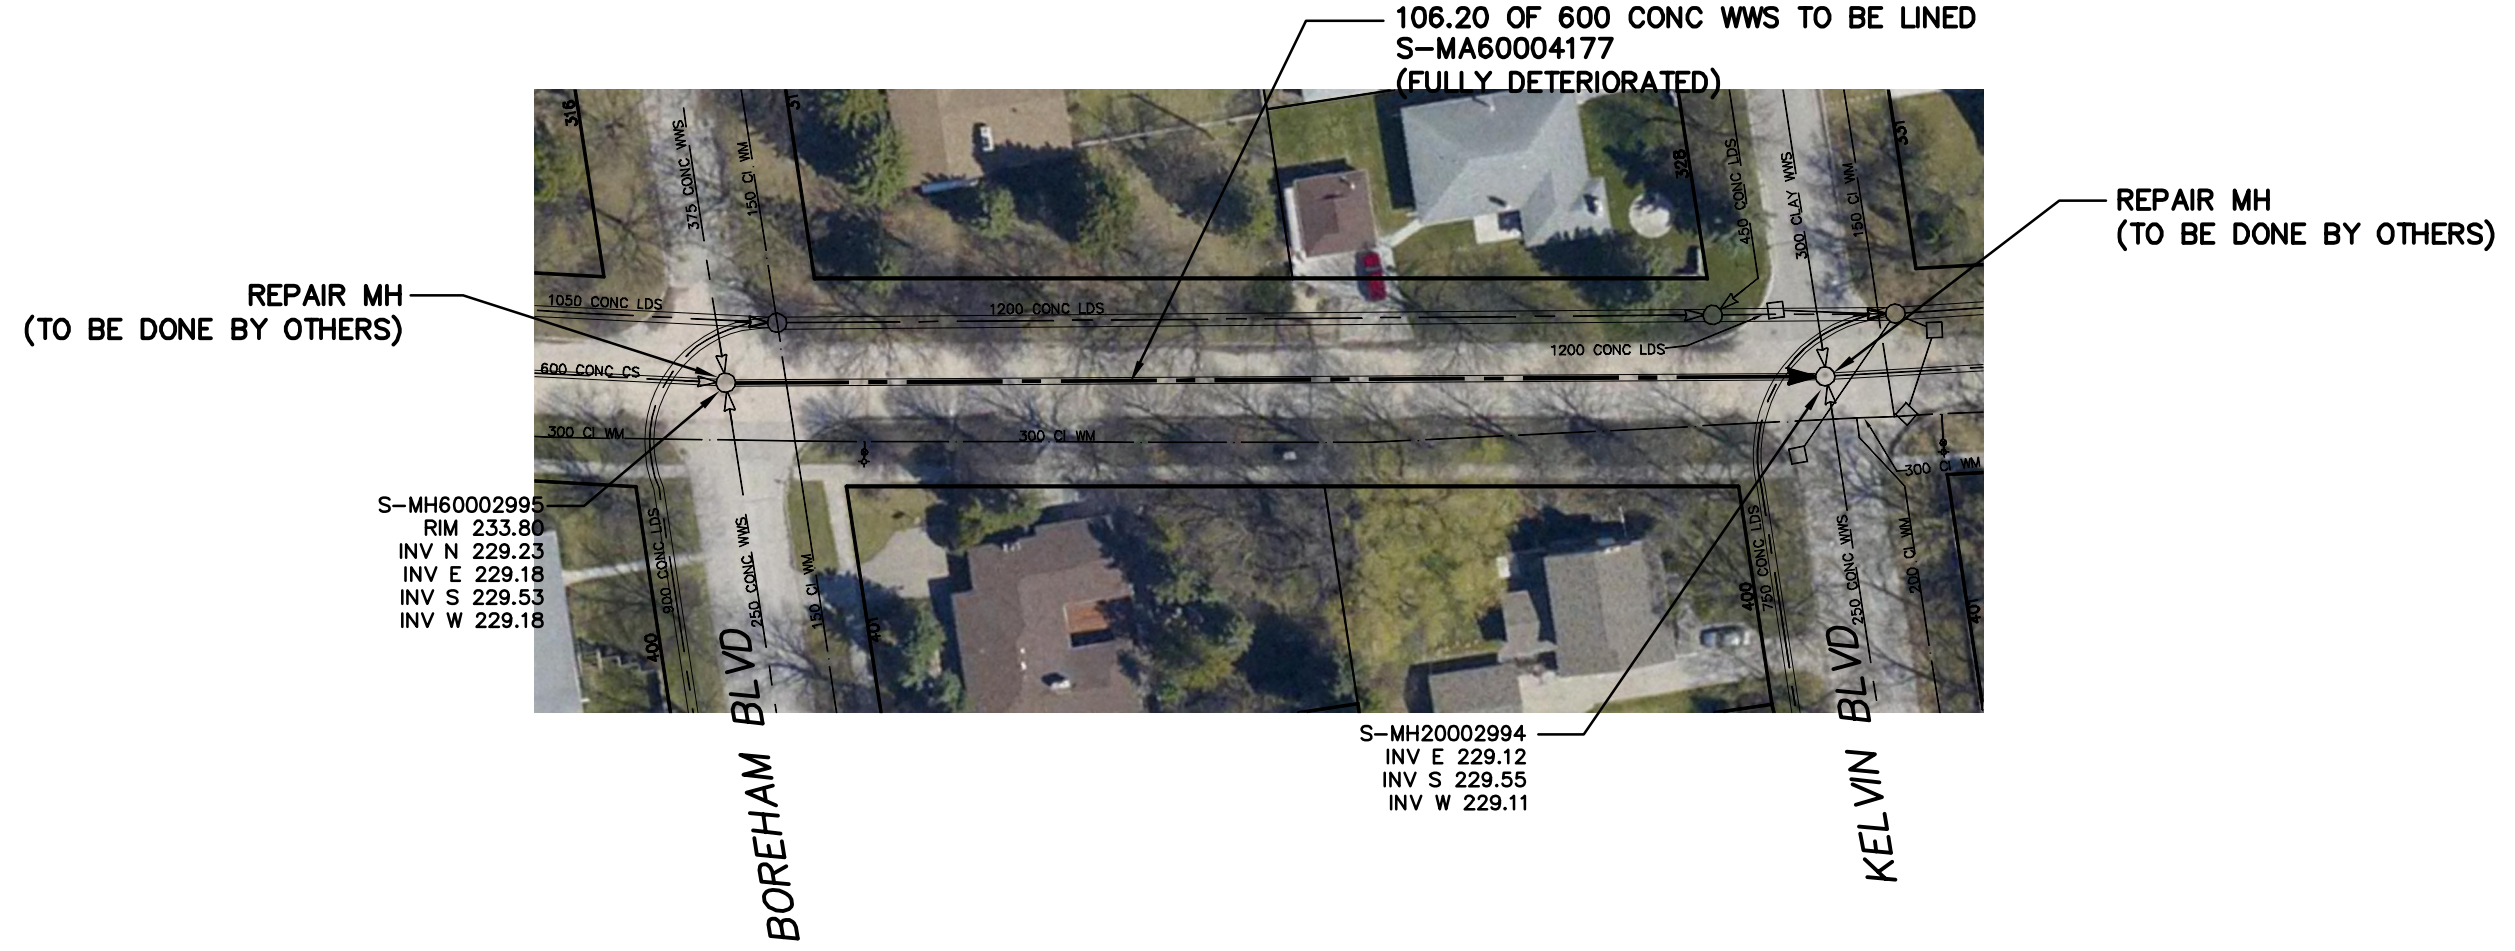 106.20 OF 600 CONC WWS TO BE LINED
S-MA60004177
(FULLY DETERIORATED)
REPAIR MH
(TO BE DONE BY OTHERS)
REPAIR MH
(TO BE DONE BY OTHERS)
316
375 CONC WWS
150 CI WM
31
328
450 CONC LDS
300 CLAY WWS
150 CI WM
331
1050 CONC LDS
1200 CONC LDS
1200 CONC LDS
600 CONC CS
300 CI WM
300 CI WM
300 CI WM
S-MH60002995
RIM 233.80
INV N 229.23
INV E 229.18
INV S 229.53
INV W 229.18
900 CONC LDS
250 CONC WWS
150 CI WM
400
401
750 CONC LDS
400
250 CONC WWS
200 CI WM
401
BOREHAM BLVD
KELVIN BLVD
S-MH20002994
INV E 229.12
INV S 229.55
INV W 229.11